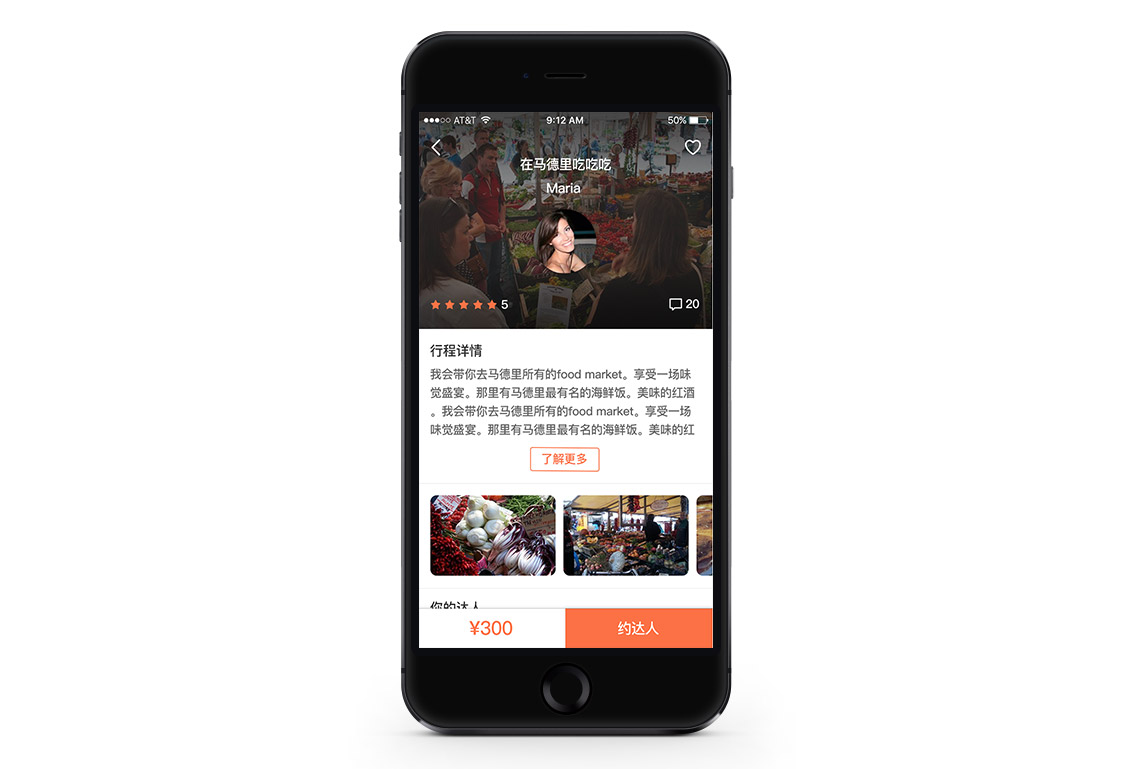 AT&T 9:12 AM 50%
在马德里吃吃吃
Maria
5 20
行程详情
我会带你去马德里所有的food market。享受一场味
觉盛宴。那里有马德里最有名的海鲜饭。美味的红酒
。我会带你去马德里所有的food market。享受一场
味觉盛宴。那里有马德里最有名的海鲜饭。美味的红
了解更多
你的达人
¥300 约达人